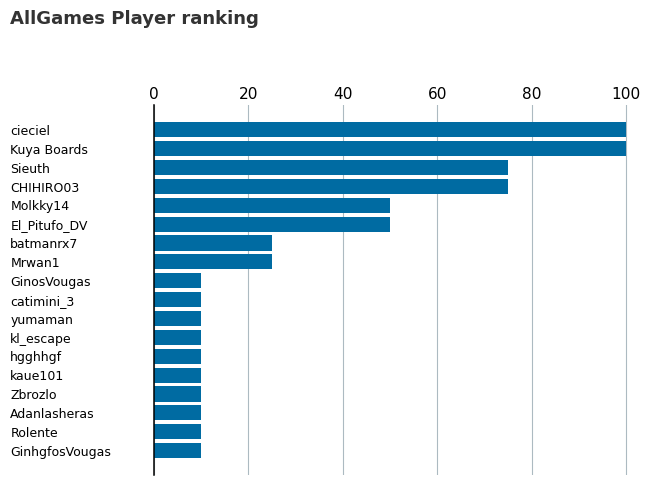 AllGames Player ranking
0 20 40 60 80 100
cieciel
Kuya Boards
Sieuth
CHIHIRO03
Molkky14
El_Pitufo_DV
batmanrx7
Mrwan1
GinosVougas
catimini_3
yumaman
kl_escape
hgghhgf
kaue101
Zbrozlo
Adanlasheras
Rolente
GinhgfosVougas